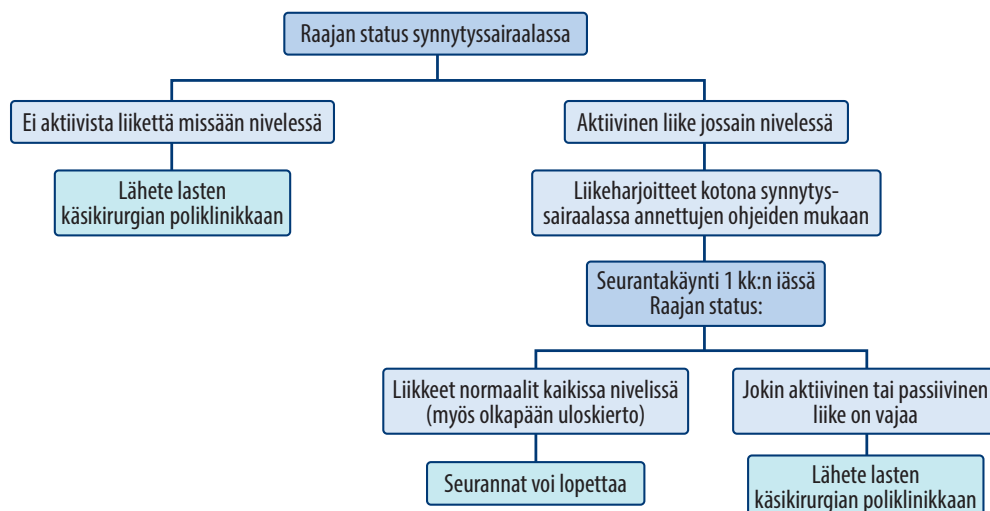 Raajan status synnytyssairaalassa
Ei aktiivista liikettä missään nivelessä
Aktiivinen liike jossain nivelessä
Lähete lasten
käsikirurgian poliklinikkaan
Liikeharjoitteet kotona synnytys-
sairaalassa annettujen ohjeiden mukaan
Seurantakäynti 1 kk:n iässä
Raajan status:
Liikkeet normaalit kaikissa nivelissä
(myös olkapään uloskierto)
Jokin aktiivinen tai passiivinen
liike on vajaa
Seurannat voi lopettaa
Lähete lasten
käsikirurgian poliklinikkaan